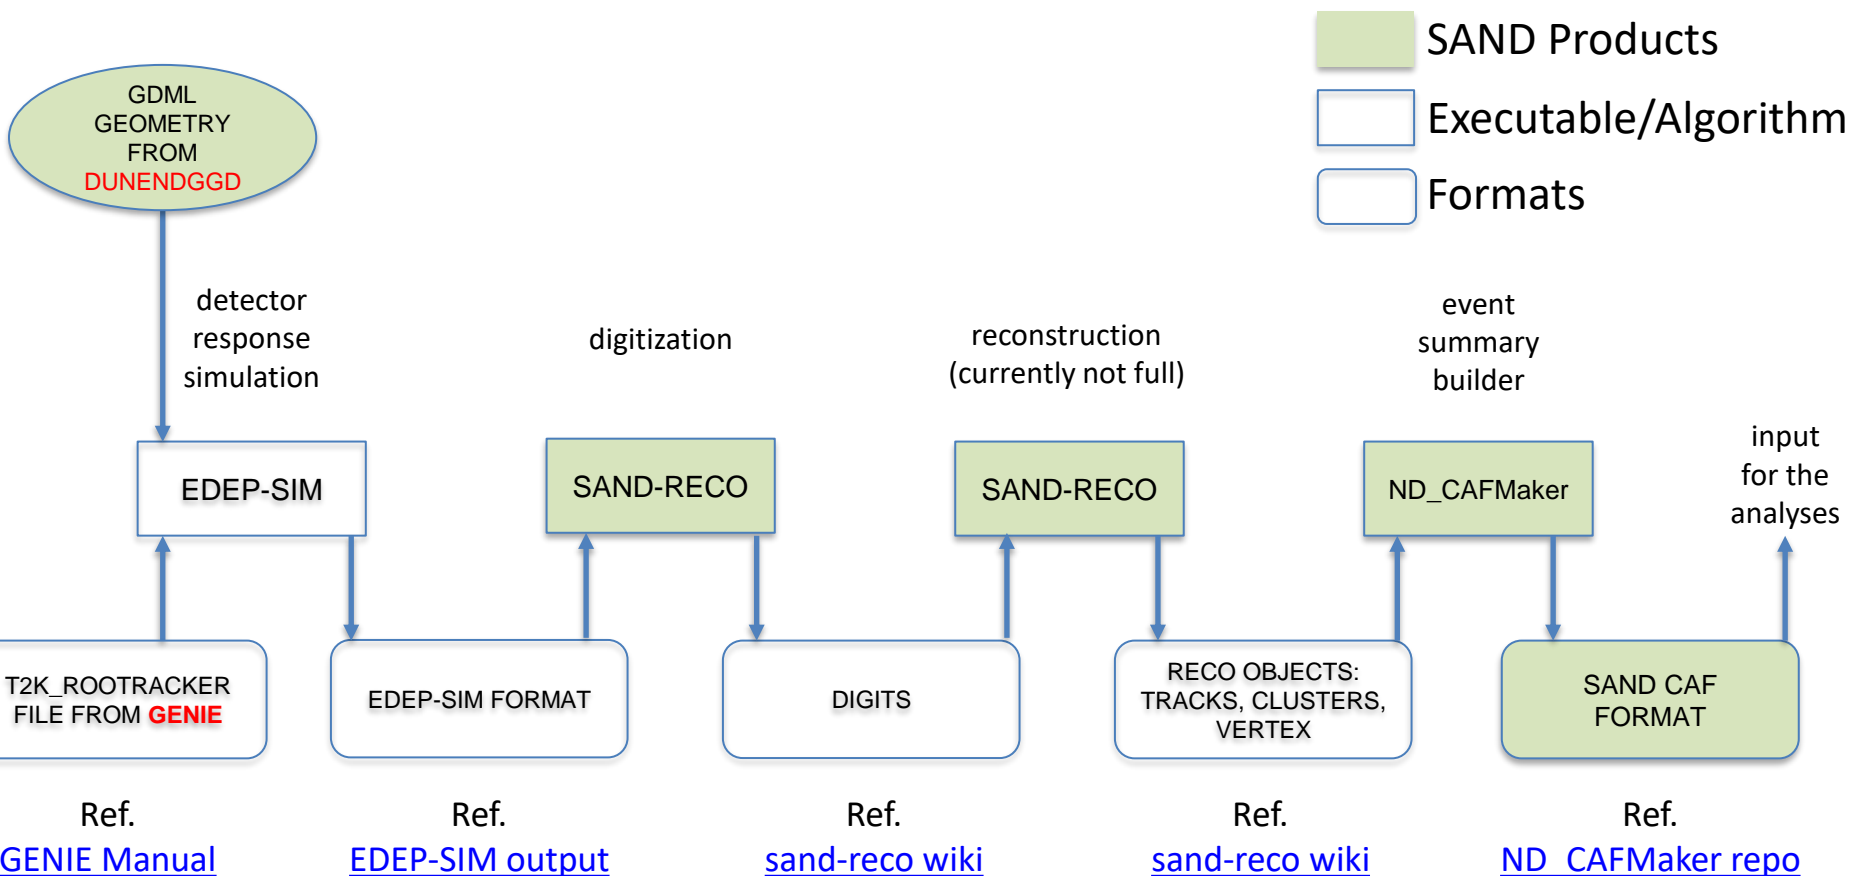 SAND Products
Executable/Algorithm
Formats
GDML
GEOMETRY
FROM
DUNENDGGD
detector
response
simulation
digitization
reconstruction
(currently not full)
event
summary
builder
input
for the
analyses
EDEP-SIM
SAND-RECO
SAND-RECO
ND_CAFMaker
T2K_ROOTRACKER
FILE FROM GENIE
EDEP-SIM FORMAT
DIGITS
RECO OBJECTS:
TRACKS, CLUSTERS,
VERTEX
SAND CAF
FORMAT
Ref.
GENIE Manual
Ref.
EDEP-SIM output
Ref.
sand-reco wiki
Ref.
sand-reco wiki
Ref.
ND_CAFMaker repo